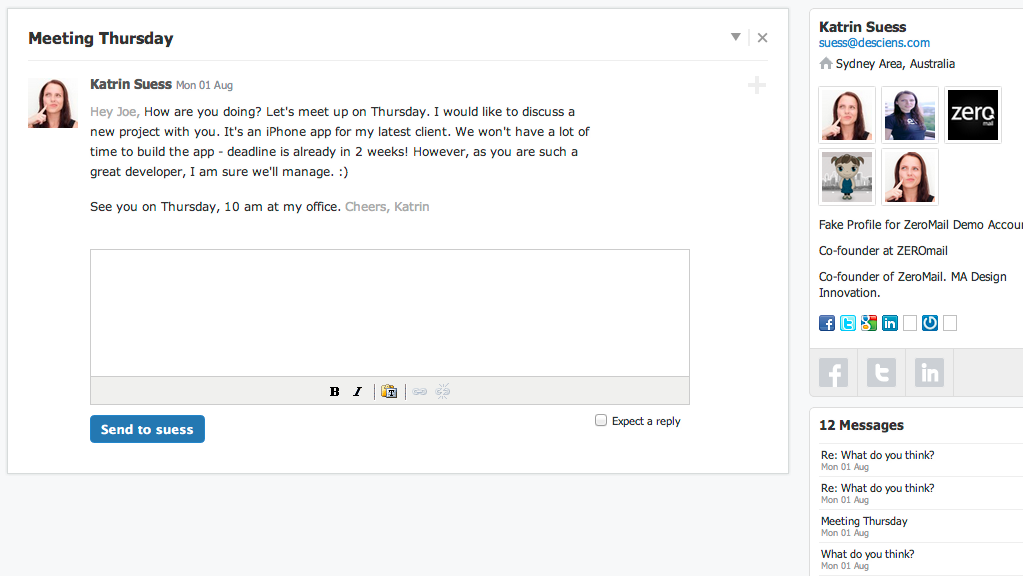 Meeting Thursday
Katrin Suess Mon 01 Aug
Hey Joe, How are you doing? Let's meet up on Thursday. I would like to discuss a
new project with you. It's an iPhone app for my latest client. We won't have a lot of
time to build the app - deadline is already in 2 weeks! However, as you are such a
great developer, I am sure we'll manage. :)
See you on Thursday, 10 am at my office. Cheers, Katrin
B I
Send to suess
Expect a reply
Katrin Suess
suess@desciens.com
Sydney Area, Australia
zero
mail
Fake Profile for ZeroMail Demo Accou
Co-founder at ZEROmail
Co-founder of ZeroMail. MA Design
Innovation.
12 Messages
Re: What do you think?
Mon 01 Aug
Re: What do you think?
Mon 01 Aug
Meeting Thursday
Mon 01 Aug
What do you think?
Mon 01 Aug